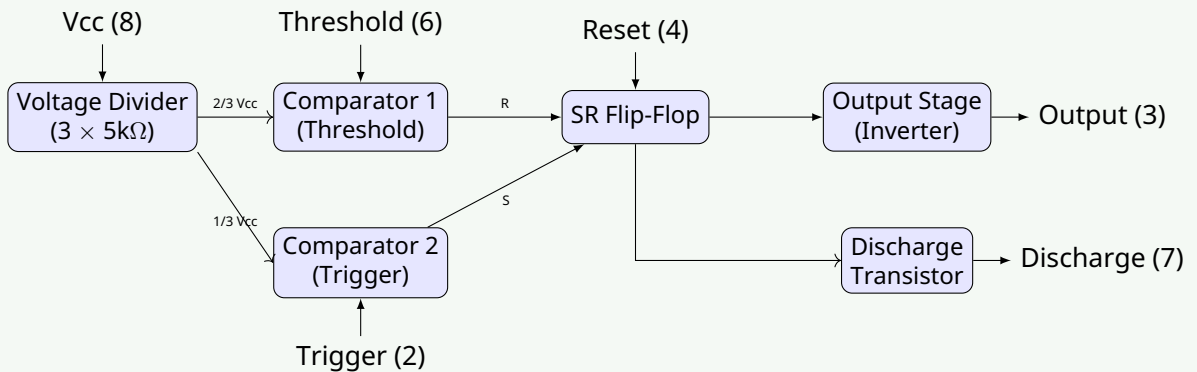 Vcc (8)
Threshold (6)
Reset (4)
Voltage Divider
(3 × 5kΩ)
2/3 Vcc
Comparator 1
(Threshold)
R
SR Flip-Flop
Output Stage
(Inverter)
Output (3)
1/3 Vcc
S
Comparator 2
(Trigger)
Discharge
Transistor
Discharge (7)
Trigger (2)